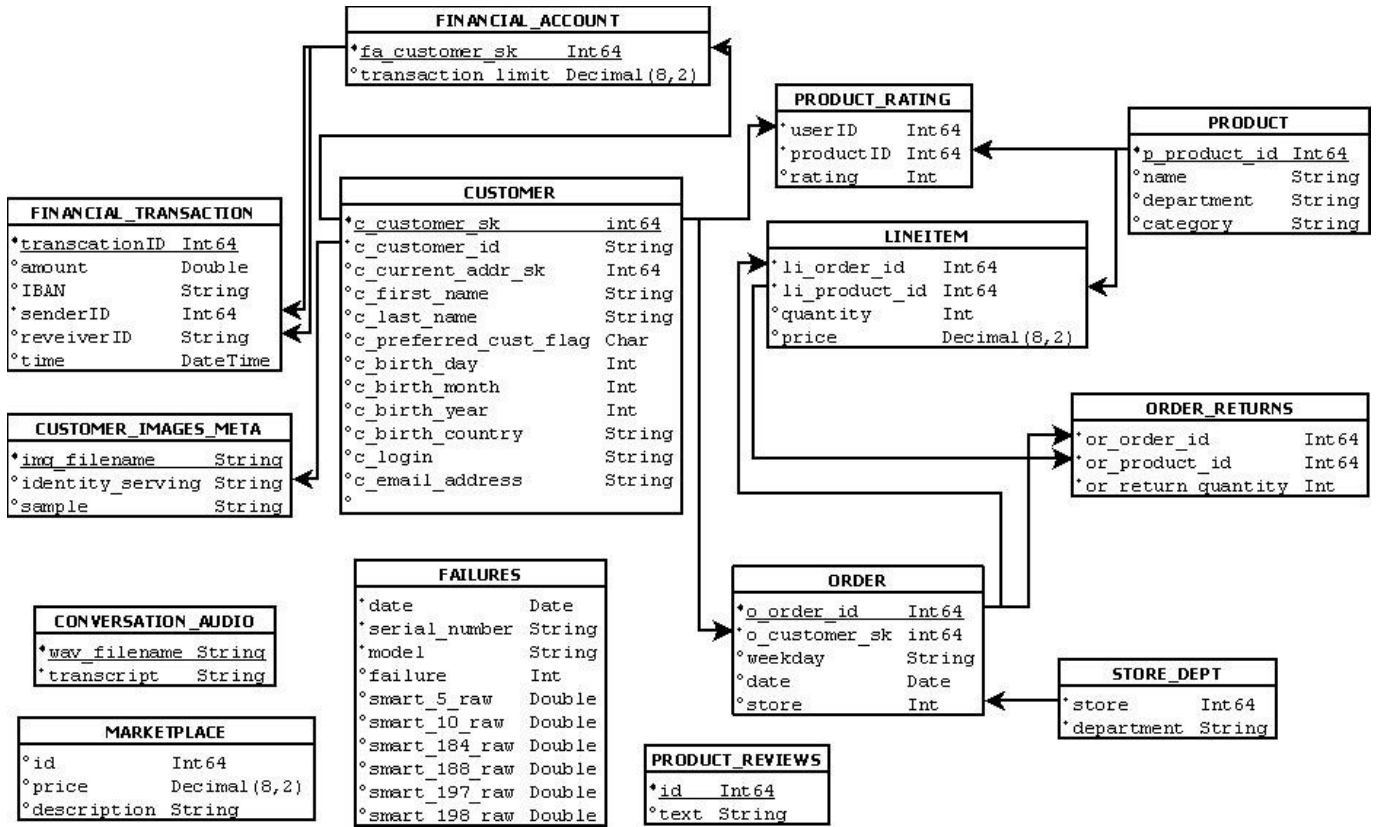 FINANCIAL_ACCOUNT
fa_customer_sk Int64
transaction_limit Decimal(8,2)
PRODUCT_RATING
userID Int64
productID Int64
rating Int
PRODUCT
p_product_id Int64
name String
department String
category String
CUSTOMER
c_customer_sk int64
c_customer_id String
c_current_addr_sk Int64
c_first_name String
c_last_name String
c_preferred_cust_flag Char
c_birth_day Int
c_birth_month Int
c_birth_year Int
c_birth_country String
c_login String
c_email_address String
FINANCIAL_TRANSACTION
transcationID Int64
amount Double
IBAN String
senderID Int64
reveiverID String
time DateTime
LINEITEM
li_order_id Int64
li_product_id Int64
quantity Int
price Decimal(8,2)
CUSTOMER_IMAGES_META
img_filename String
identity_serving String
sample String
ORDER_RETURNS
or_order_id Int64
or_product_id Int64
or_return_quantity Int
FAILURES
date Date
serial_number String
model String
failure Int
smart_5_raw Double
smart_10_raw Double
smart_184_raw Double
smart_188_raw Double
smart_197_raw Double
smart_198_raw Double
ORDER
o_order_id Int64
o_customer_sk int64
weekday String
date Date
store Int
CONVERSATION_AUDIO
wav_filename String
transcript String
STORE_DEPT
store Int64
department String
MARKETPLACE
id Int64
price Decimal(8,2)
description String
PRODUCT_REVIEWS
id Int64
text String